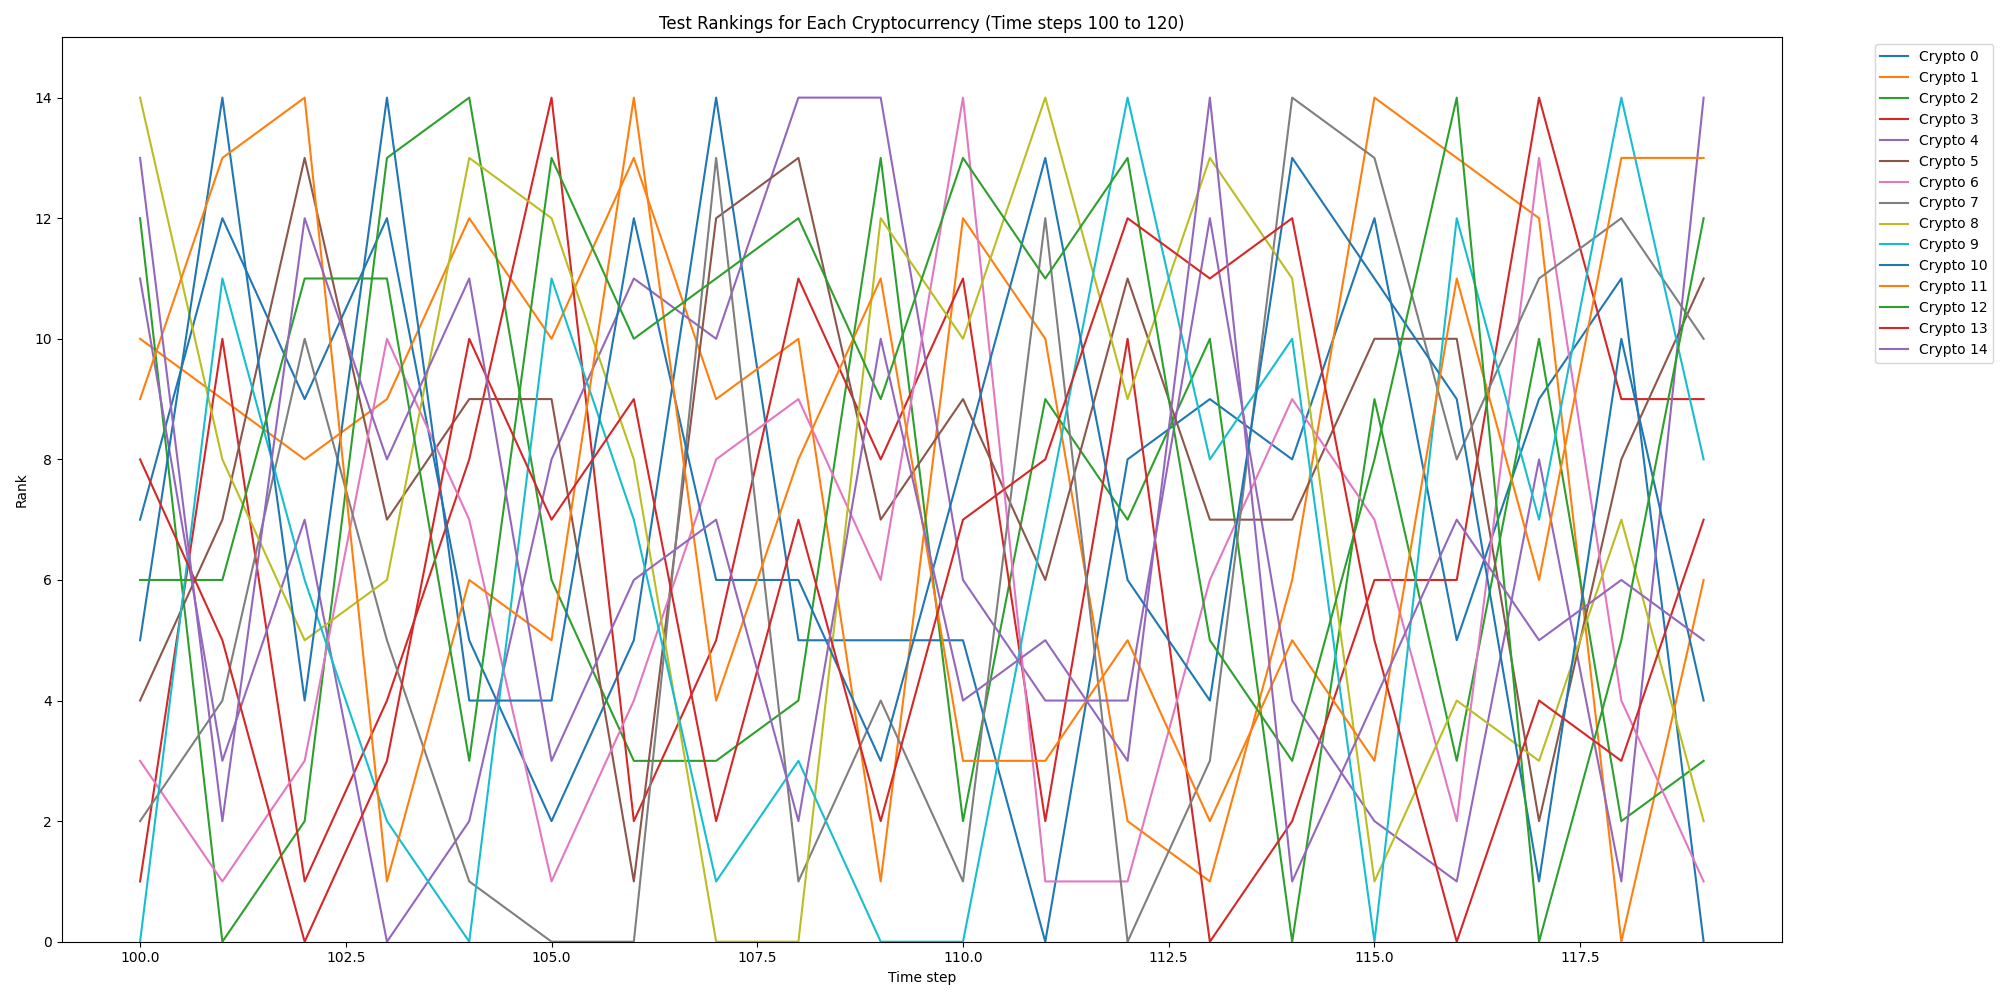 Test Rankings for Each Cryptocurrency (Time steps 100 to 120)
Rank
14
12
10
8
6
4
2
0
100.0 102.5 105.0 107.5 110.0 112.5 115.0 117.5
Time step
Crypto 0
Crypto 1
Crypto 2
Crypto 3
Crypto 4
Crypto 5
Crypto 6
Crypto 7
Crypto 8
Crypto 9
Crypto 10
Crypto 11
Crypto 12
Crypto 13
Crypto 14